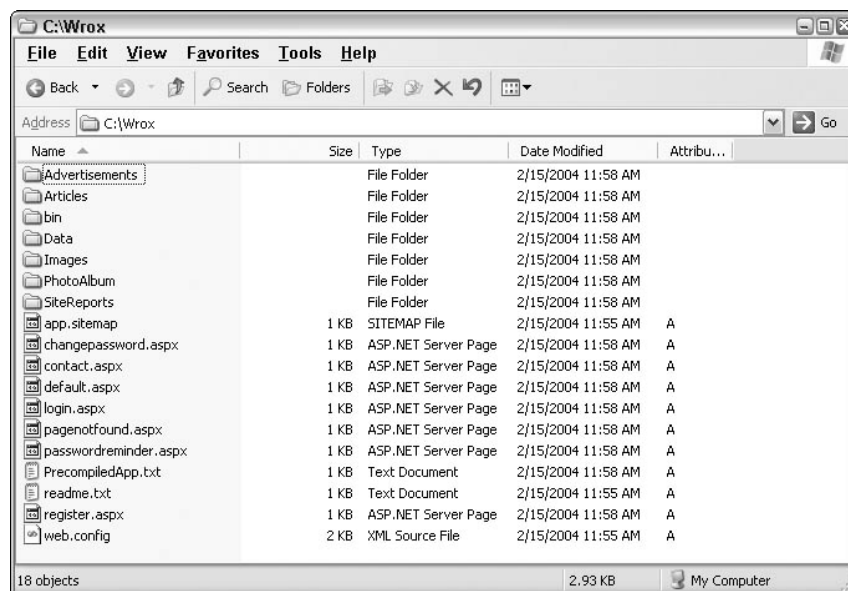 C:\Wrox
File Edit View Favorites Tools Help
Back Search Folders
Address C:\Wrox Go
Name Size Type Date Modified Attribu...
Advertisements File Folder 2/15/2004 11:58 AM
Articles File Folder 2/15/2004 11:58 AM
bin File Folder 2/15/2004 11:58 AM
Data File Folder 2/15/2004 11:58 AM
Images File Folder 2/15/2004 11:58 AM
PhotoAlbum File Folder 2/15/2004 11:58 AM
SiteReports File Folder 2/15/2004 11:58 AM
app.sitemap 1 KB SITEMAP File 2/15/2004 11:55 AM A
changepassword.aspx 1 KB ASP.NET Server Page 2/15/2004 11:58 AM A
contact.aspx 1 KB ASP.NET Server Page 2/15/2004 11:58 AM A
default.aspx 1 KB ASP.NET Server Page 2/15/2004 11:58 AM A
login.aspx 1 KB ASP.NET Server Page 2/15/2004 11:58 AM A
pagenotfound.aspx 1 KB ASP.NET Server Page 2/15/2004 11:58 AM A
passwordreminder.aspx 1 KB ASP.NET Server Page 2/15/2004 11:58 AM A
PrecompiledApp.txt 1 KB Text Document 2/15/2004 11:58 AM A
readme.txt 1 KB Text Document 2/15/2004 11:55 AM A
register.aspx 1 KB ASP.NET Server Page 2/15/2004 11:58 AM A
web.config 2 KB XML Source File 2/15/2004 11:55 AM A
18 objects 2.93 KB My Computer